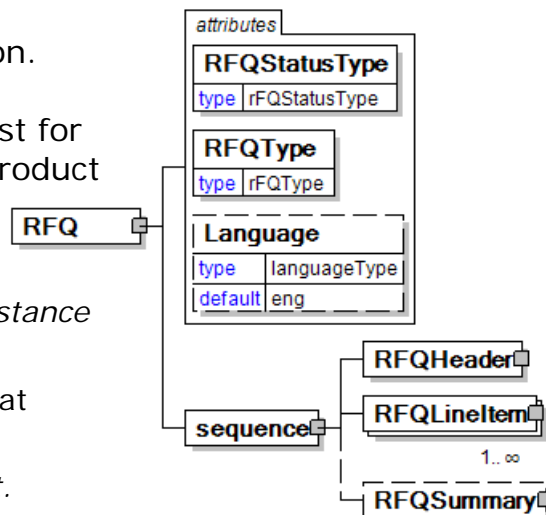 on.
st for
roduct
stance
at
t.
RFQ
attributes
RFQStatusType
type rFQStatusType
RFQType
type rFQType
Language
type languageType
default eng
sequence
RFQHeader
RFQLineItem
1.. ∞
RFQSummary